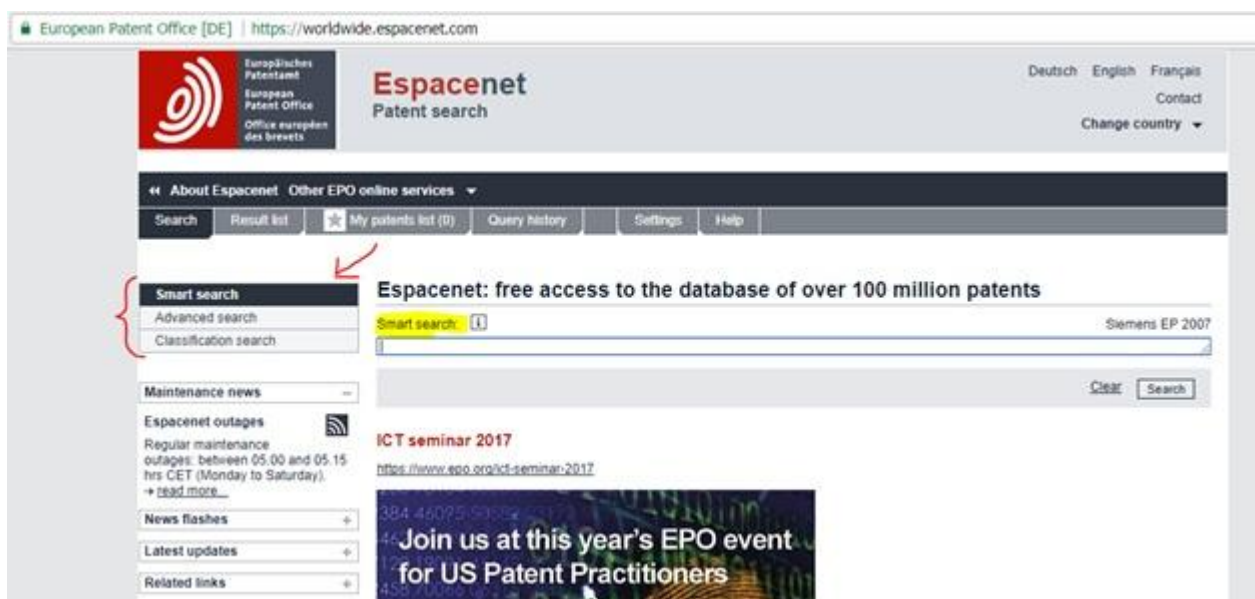 European Patent Office [DE] | https://worldwide.espacenet.com
Europäisches
Patentamt
European
Patent Office
Office européen
des brevets
Espacenet
Patent search
Deutsch English Français
Contact
Change country
About Espacenet Other EPO online services
Search Result list My patents list (0) Query history Settings Help
Smart search
Advanced search
Classification search
Espacenet: free access to the database of over 100 million patents
Smart search: i
Siemens EP 2007
Clear Search
Maintenance news
Espacenet outages
Regular maintenance
outages: between 05.00 and 05.15
hrs CET (Monday to Saturday).
→ read more...
News flashes
Latest updates
Related links
ICT seminar 2017
https://www.epo.org/ict-seminar-2017
Join us at this year's EPO event
for US Patent Practitioners